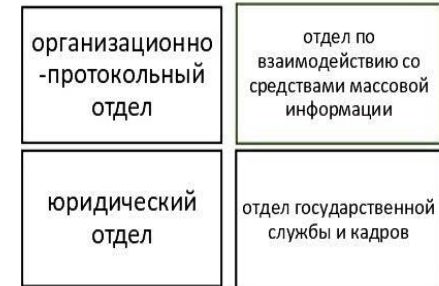 организационно
-протокольный
отдел
отдел по
взаимодействию со
средствами массовой
информации
юридический
отдел
отдел государственной
службы и кадров